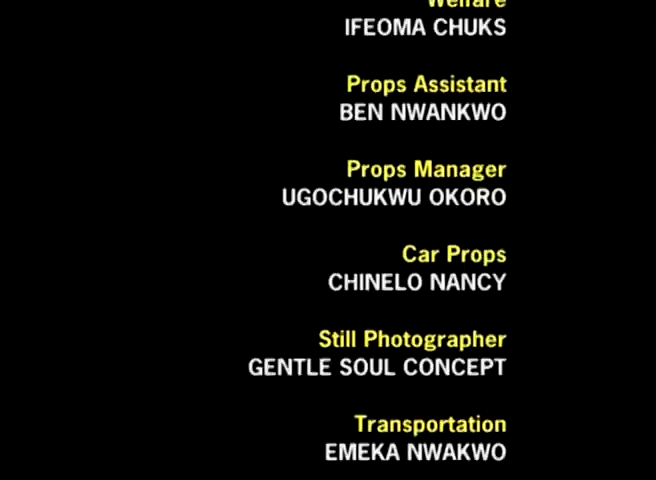 Welfare
IFEOMA CHUKS
Props Assistant
BEN NWANKWO
Props Manager
UGOCHUKWU OKORO
Car Props
CHINELO NANCY
Still Photographer
GENTLE SOUL CONCEPT
Transportation
EMEKA NWAKWO